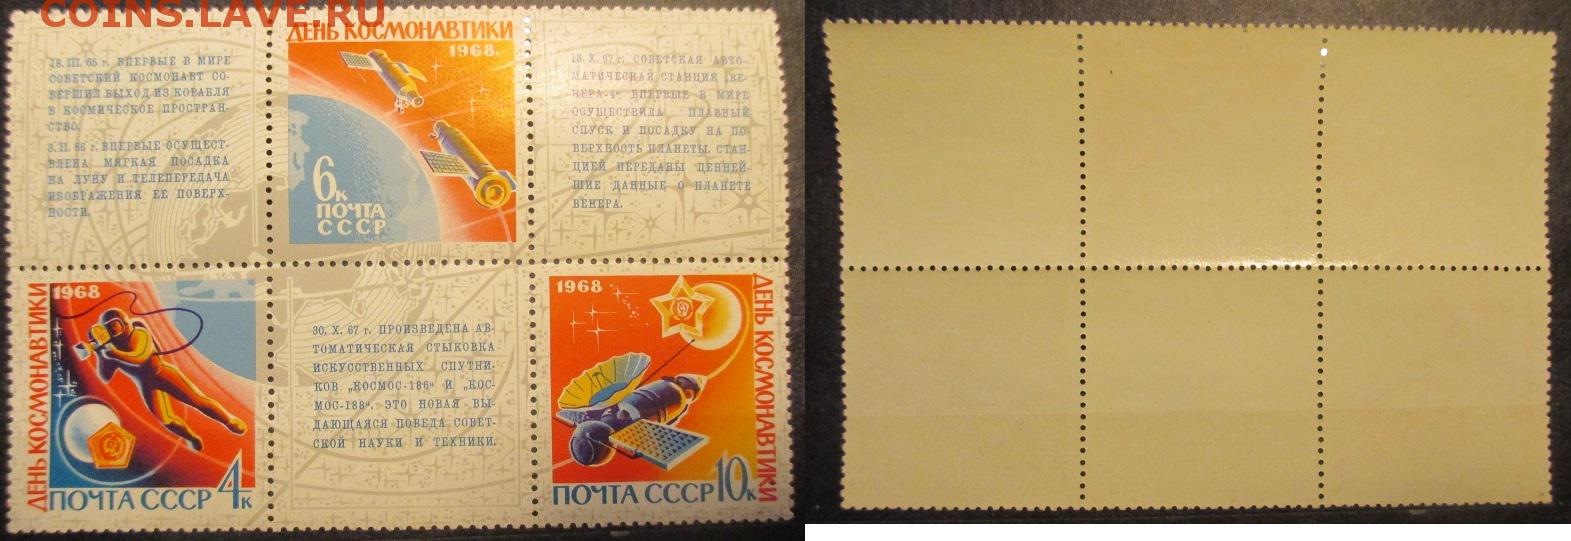 COINS.LAVE.RU
18. III. 65 г. ВПЕРВЫЕ В МИРЕ
СОВЕТСКИЙ КОСМОНАВТ СО-
ВЕРШИЛ ВЫХОД ИЗ КОРАБЛЯ
В КОСМИЧЕСКОЕ ПРОСТРАН-
СТВО.
3. II. 66 г. ВПЕРВЫЕ ОСУЩЕСТ-
ВЛЕНА МЯГКАЯ ПОСАДКА
НА ЛУНУ И ТЕЛЕПЕРЕДАЧА
ИЗОБРАЖЕНИЯ ЕЕ ПОВЕРХ-
НОСТИ.
ДЕНЬ КОСМОНАВТИКИ
1968г.
6к
ПОЧТА
СССР
18. X. 67 г. СОВЕТСКАЯ АВТО-
МАТИЧЕСКАЯ СТАНЦИЯ „ВЕ-
НЕРА-4“ ВПЕРВЫЕ В МИРЕ
ОСУЩЕСТВИЛА ПЛАВНЫЙ
СПУСК И ПОСАДКУ НА ПО-
ВЕРХНОСТЬ ПЛАНЕТЫ. СТАН-
ЦИЕЙ ПЕРЕДАНЫ ЦЕННЕЙ-
ШИЕ ДАННЫЕ О ПЛАНЕТЕ
ВЕНЕРА.
ДЕНЬ КОСМОНАВТИКИ
1968
ПОЧТА СССР 4к
30. X. 67 г. ПРОИЗВЕДЕНА АВ-
ТОМАТИЧЕСКАЯ СТЫКОВКА
ИСКУССТВЕННЫХ СПУТНИ-
КОВ „КОСМОС-186“ И „КОС-
МОС-188“. ЭТО НОВАЯ ВЫ-
ДАЮЩАЯСЯ ПОБЕДА СОВЕТ-
СКОЙ НАУКИ И ТЕХНИКИ.
1968
ДЕНЬ КОСМОНАВТИКИ
ПОЧТА СССР 10к